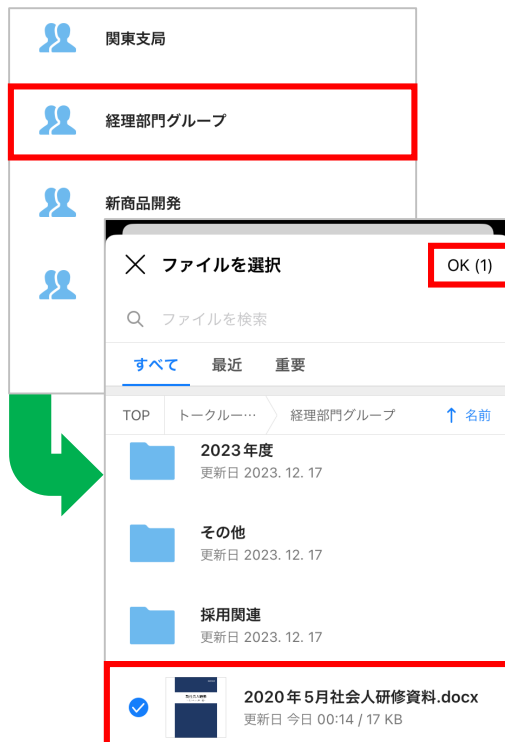 関東支局
経理部門グループ
新商品開発
ファイルを選択
OK (1)
ファイルを検索
すべて 最近 重要
TOP トークルー… 経理部門グループ ↑ 名前
2023年度
更新日 2023. 12. 17
その他
更新日 2023. 12. 17
採用関連
更新日 2023. 12. 17
2020年5月社会人研修資料.docx
更新日 今日 00:14 / 17 KB